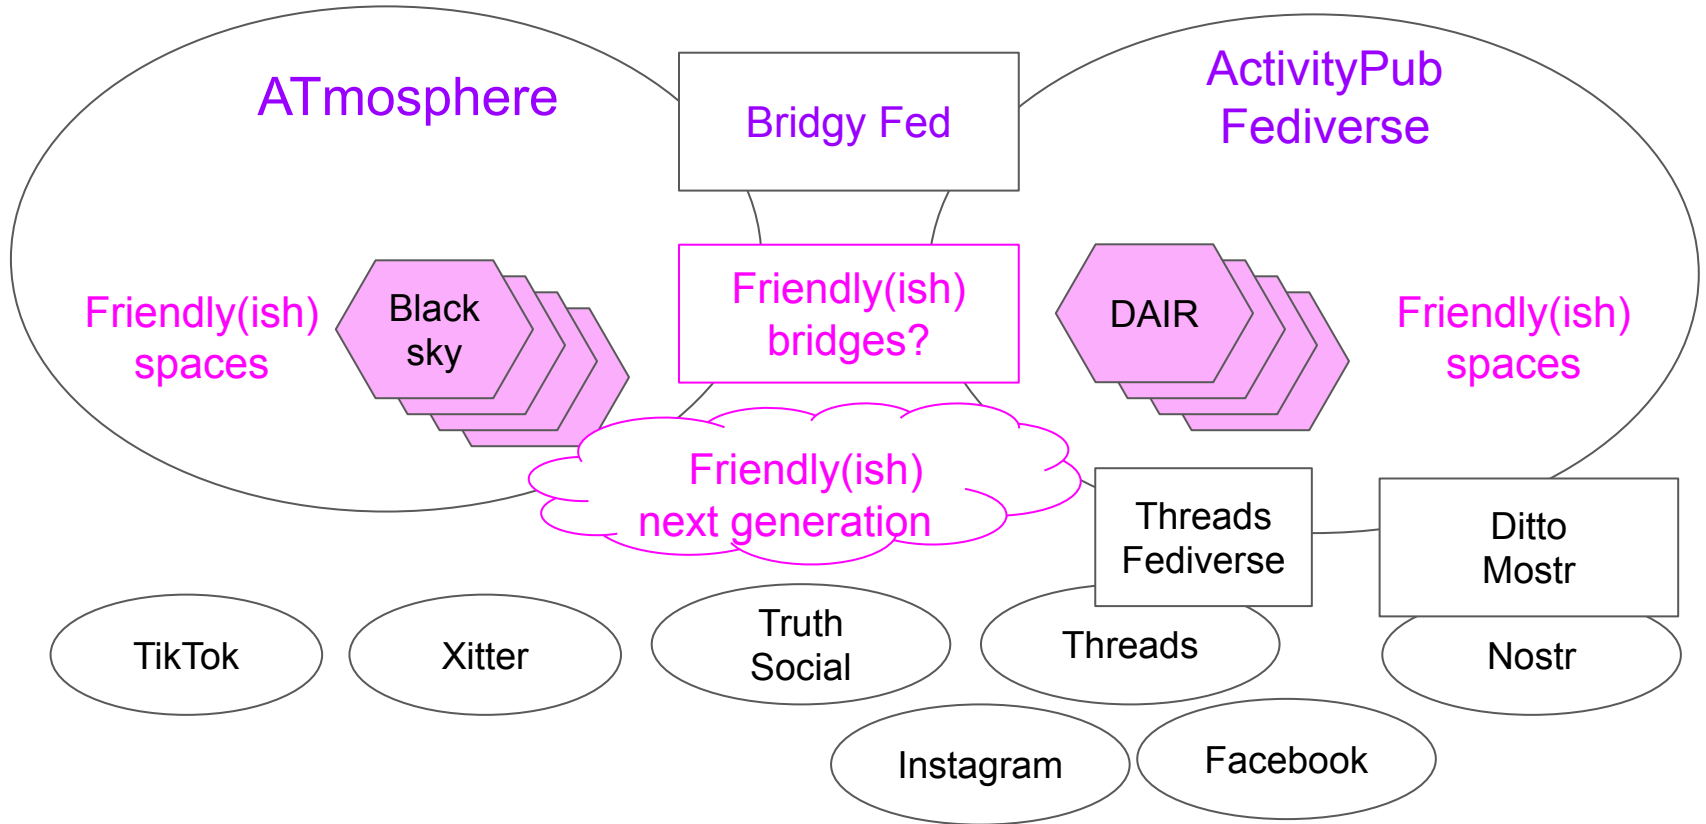 ATmosphere
Bridgy Fed
ActivityPub
Fediverse
Friendly(ish)
spaces
Black
sky
Friendly(ish)
bridges?
DAIR
Friendly(ish)
spaces
Friendly(ish)
next generation
Threads
Fediverse
Ditto
Mostr
TikTok
Xitter
Truth
Social
Threads
Nostr
Instagram
Facebook